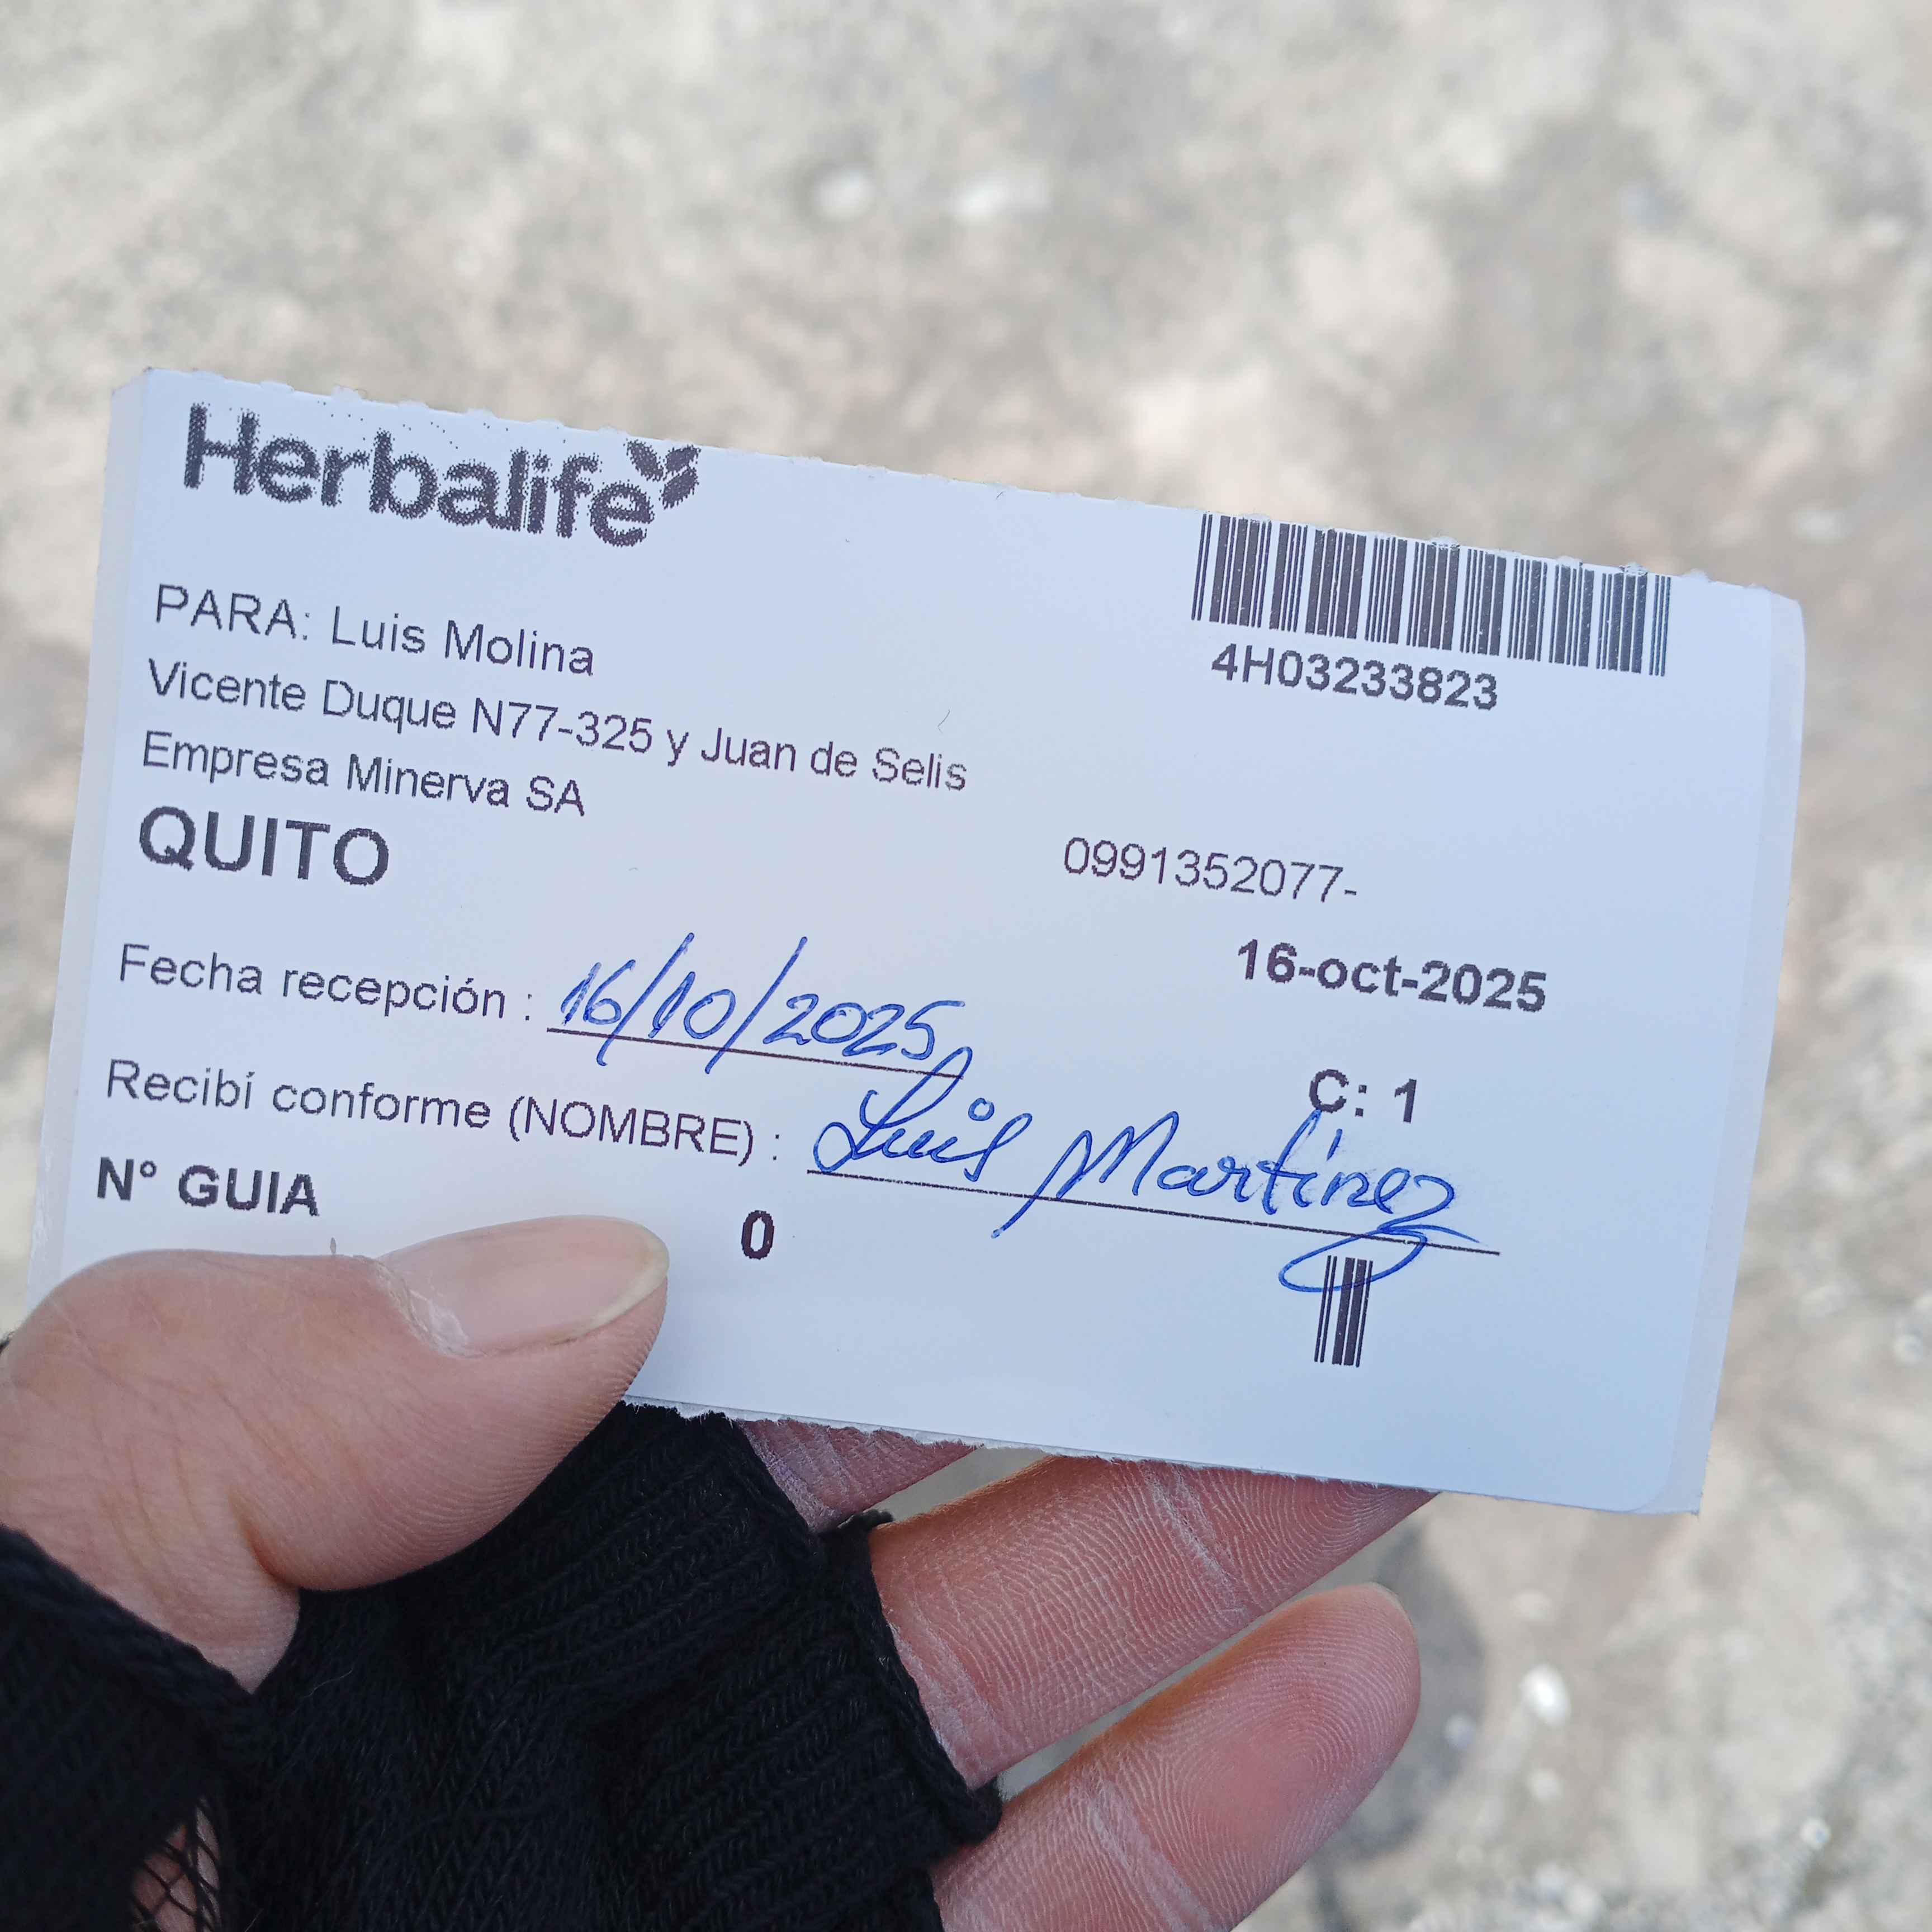 Herbalife
4H03233823
PARA: Luis Molina
Vicente Duque N77-325 y Juan de Selis
Empresa Minerva SA
QUITO
0991352077-
16-oct-2025
Fecha recepción : 16/10/2025
C: 1
Recibí conforme (NOMBRE) : Luis Martínez
N° GUIA
0